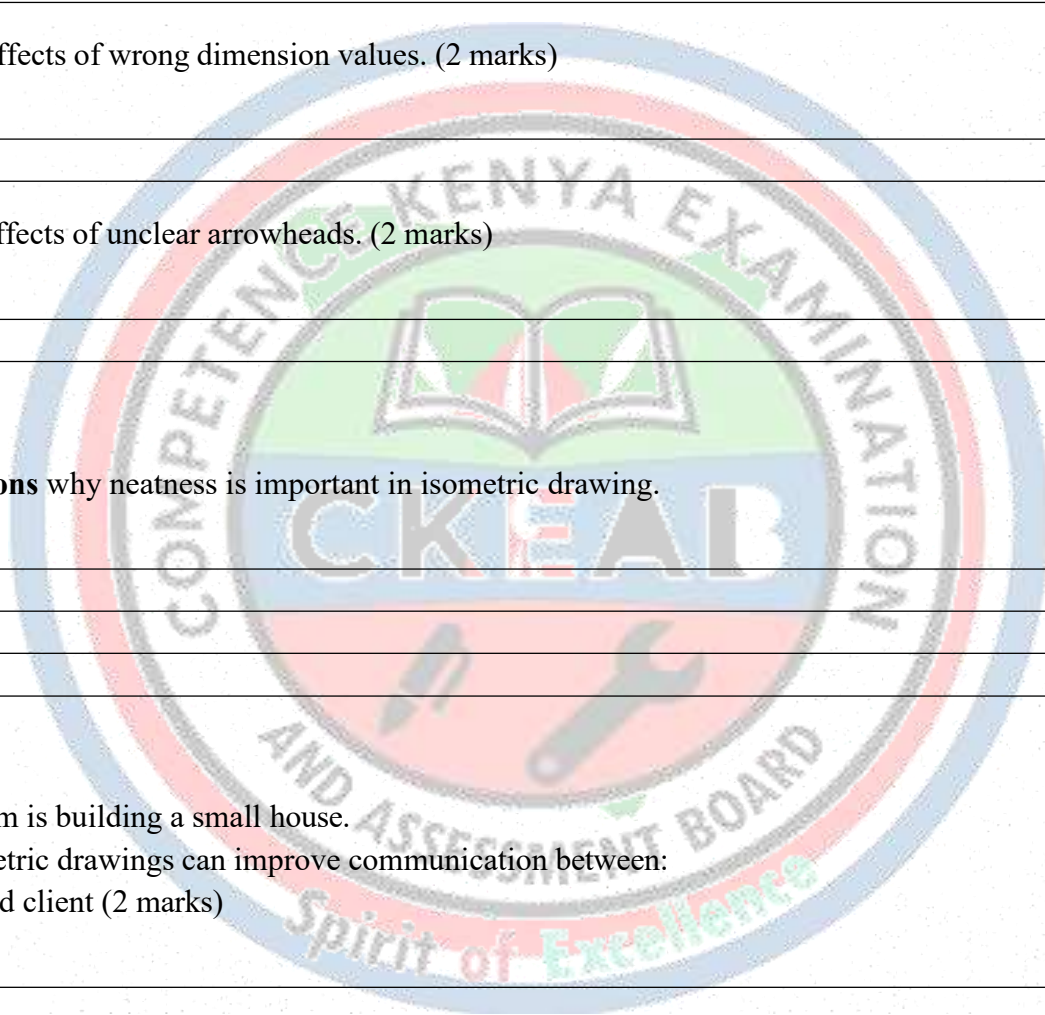 ffects of wrong dimension values. (2 marks)
ffects of unclear arrowheads. (2 marks)
ons why neatness is important in isometric drawing.
m is building a small house.
etric drawings can improve communication between:
d client (2 marks)
COMPETENCE KENYA EXAMINATION
CKEAB
AND ASSESSMENT BOARD
Spirit of Excellence